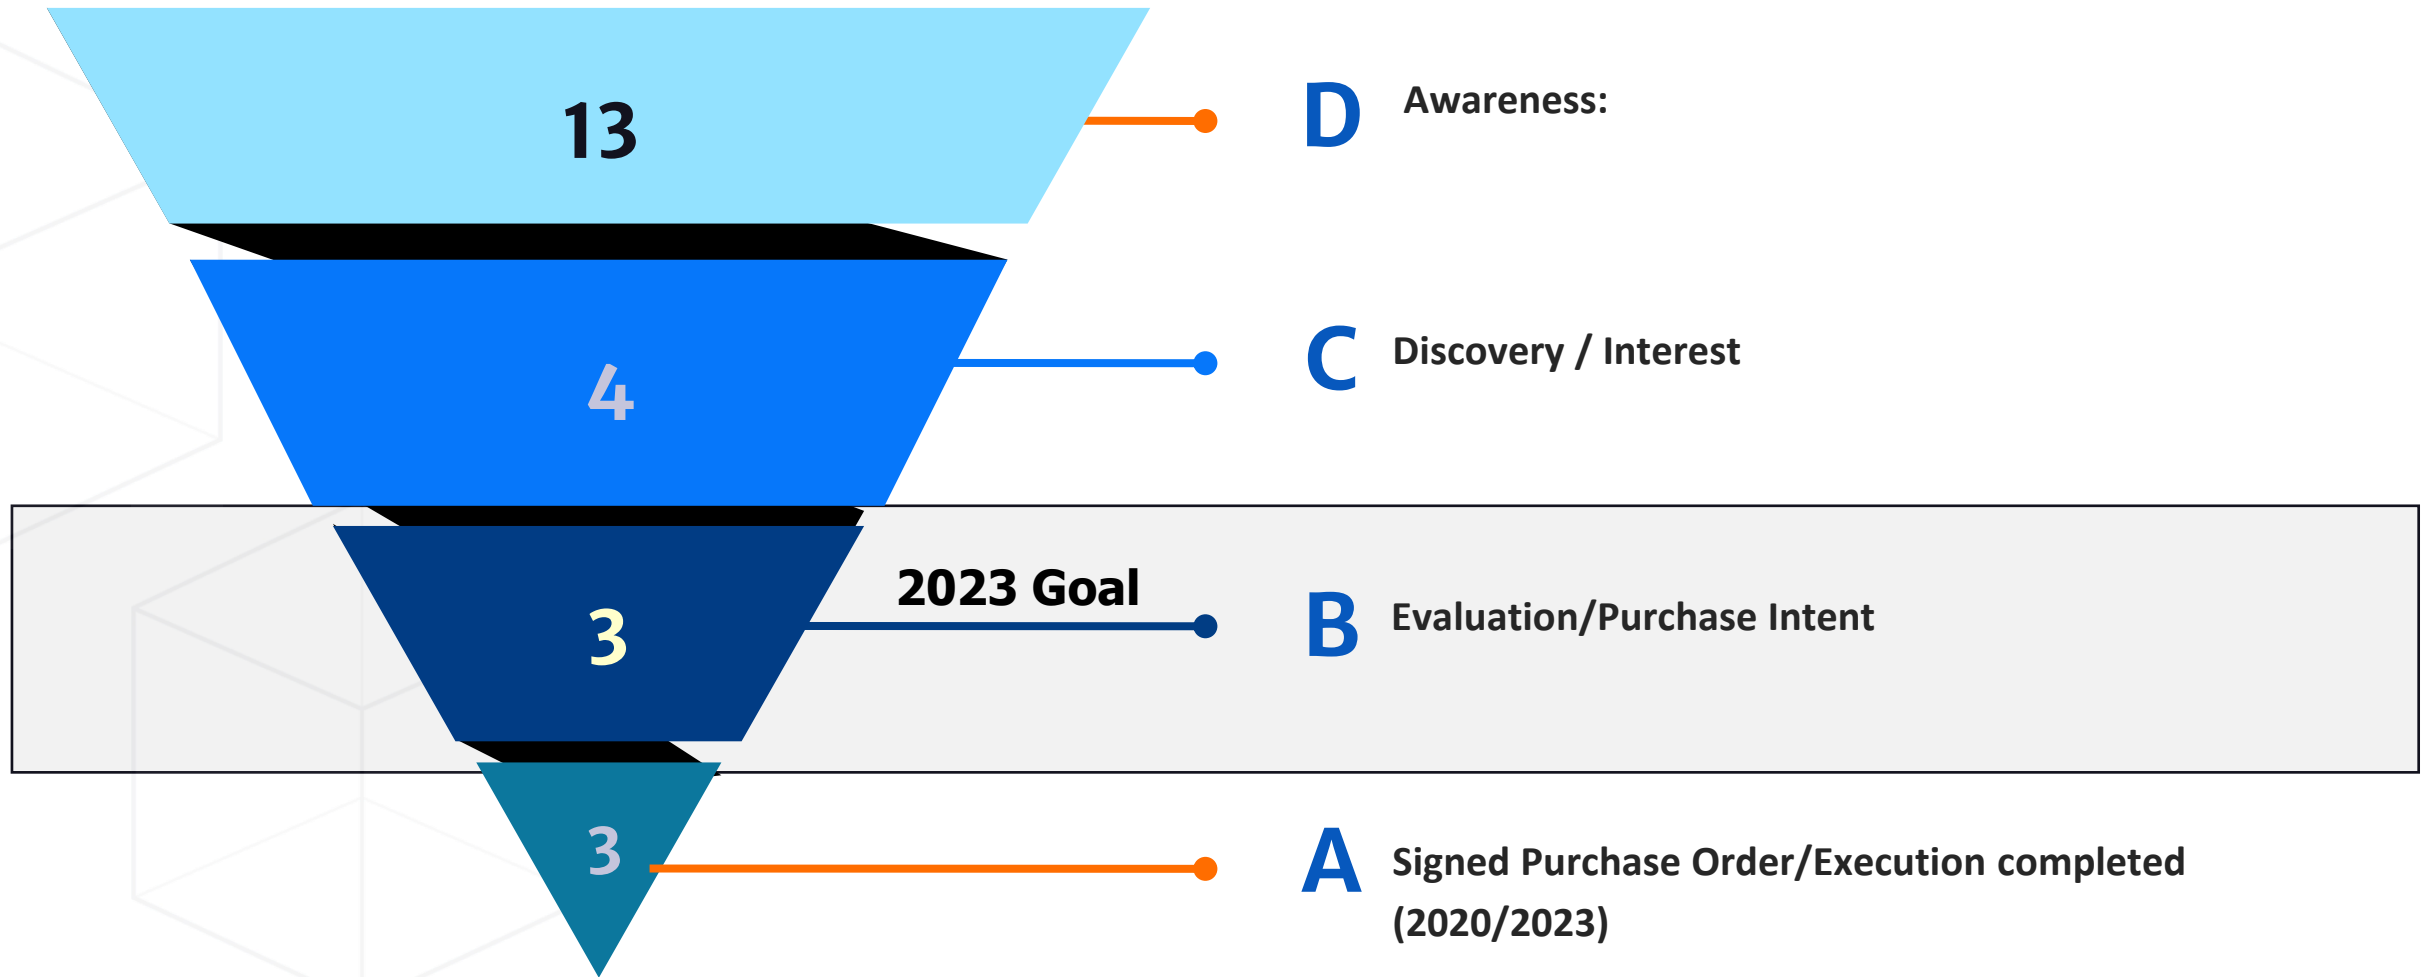 13
D Awareness:
4
C Discovery / Interest
2023 Goal
3
B Evaluation/Purchase Intent
3
A Signed Purchase Order/Execution completed
(2020/2023)